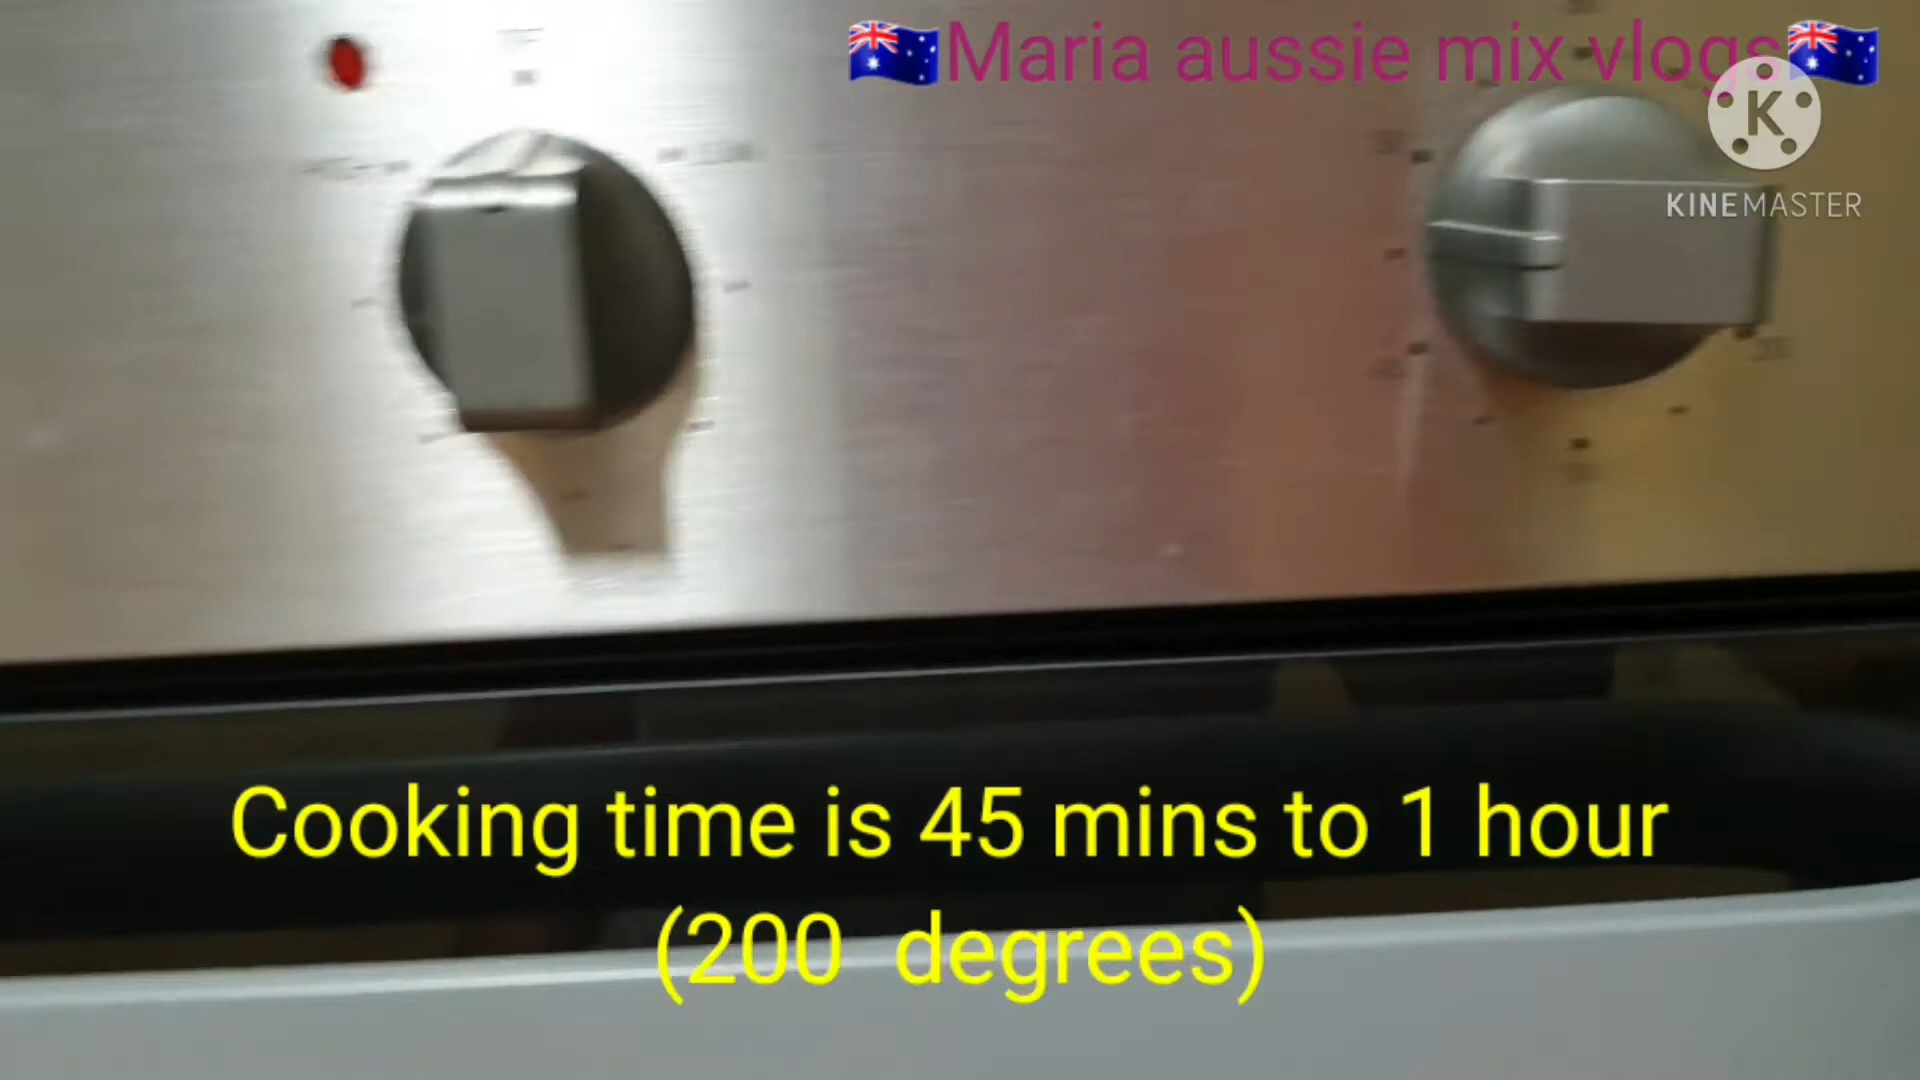 🇦🇺Maria aussie mix vlogs🇦🇺
K
KINEMASTER
Cooking time is 45 mins to 1 hour
(200 degrees)